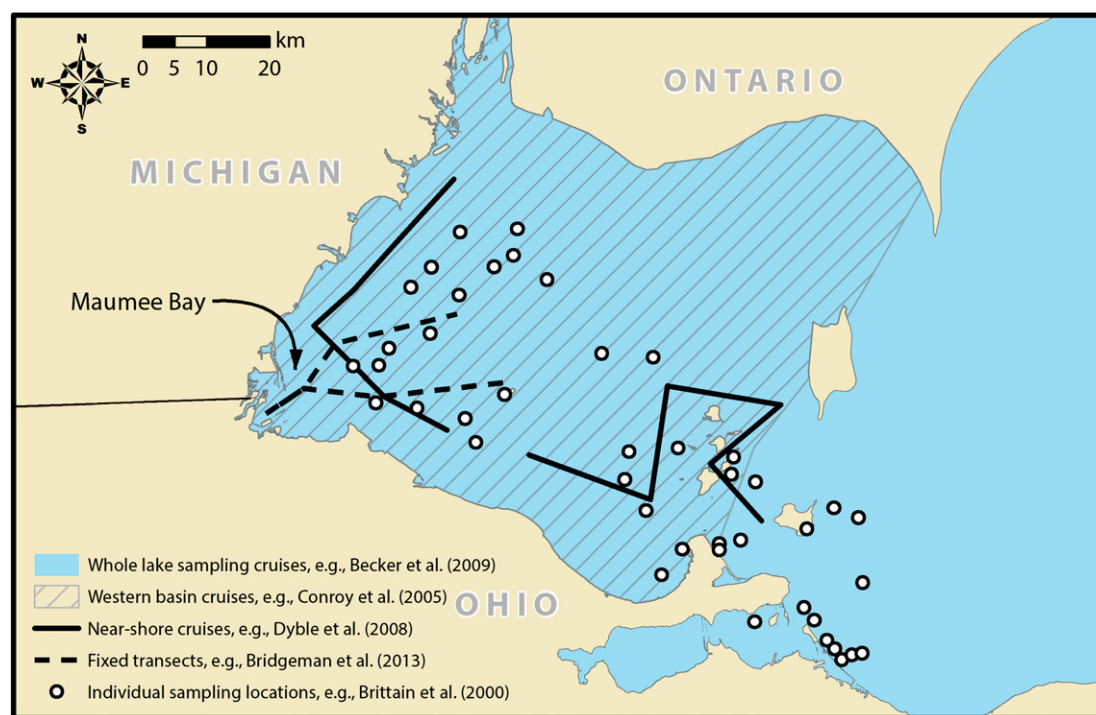 N
W E
S
km
0 5 10 20
ONTARIO
MICHIGAN
Maumee Bay
OHIO
Whole lake sampling cruises, e.g., Becker et al. (2009)
Western basin cruises, e.g., Conroy et al. (2005)
Near-shore cruises, e.g., Dyble et al. (2008)
Fixed transects, e.g., Bridgeman et al. (2013)
Individual sampling locations, e.g., Brittain et al. (2000)